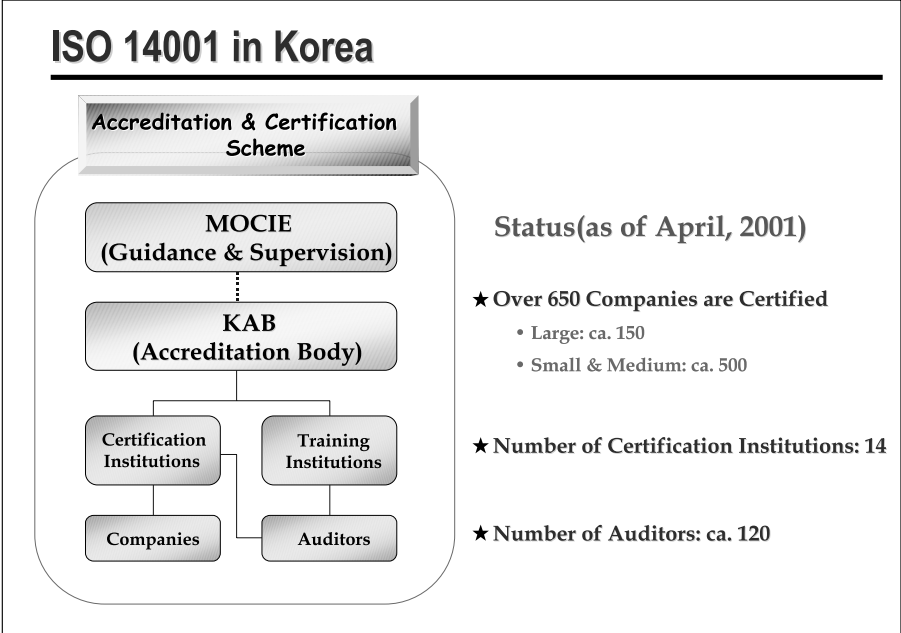 ISO 14001 in Korea
Accreditation & Certification
Scheme
MOCIE
(Guidance & Supervision)
KAB
(Accreditation Body)
Certification
Institutions
Training
Institutions
Companies
Auditors
Status(as of April, 2001)
★ Over 650 Companies are Certified
• Large: ca. 150
• Small & Medium: ca. 500
★ Number of Certification Institutions: 14
★ Number of Auditors: ca. 120